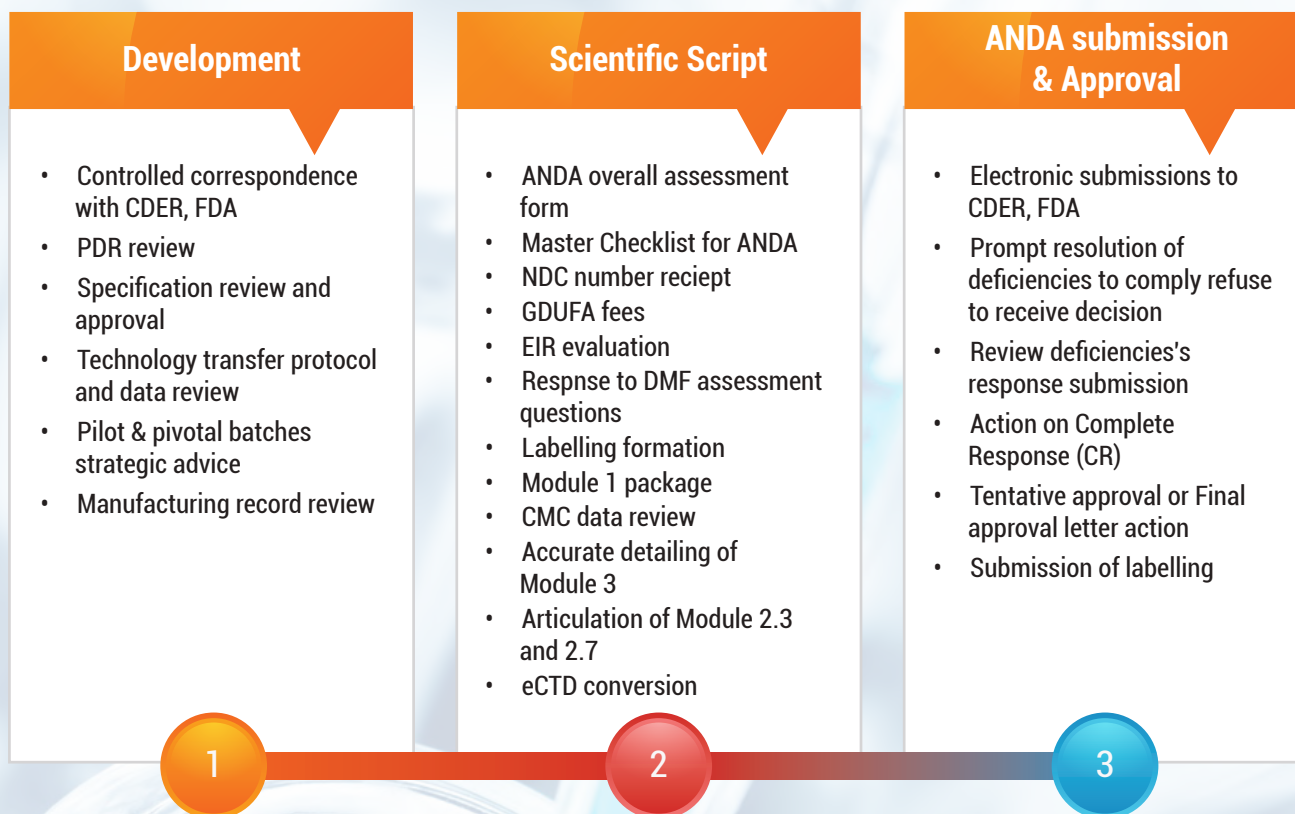 Development
• Controlled correspondence
with CDER, FDA
• PDR review
• Specification review and
approval
• Technology transfer protocol
and data review
• Pilot & pivotal batches
strategic advice
• Manufacturing record review
1
Scientific Script
• ANDA overall assessment
form
• Master Checklist for ANDA
• NDC number reciept
• GDUFA fees
• EIR evaluation
• Respnse to DMF assessment
questions
• Labelling formation
• Module 1 package
• CMC data review
• Accurate detailing of
Module 3
• Articulation of Module 2.3
and 2.7
• eCTD conversion
2
ANDA submission
& Approval
• Electronic submissions to
CDER, FDA
• Prompt resolution of
deficiencies to comply refuse
to receive decision
• Review deficiencies's
response submission
• Action on Complete
Response (CR)
• Tentative approval or Final
approval letter action
• Submission of labelling
3